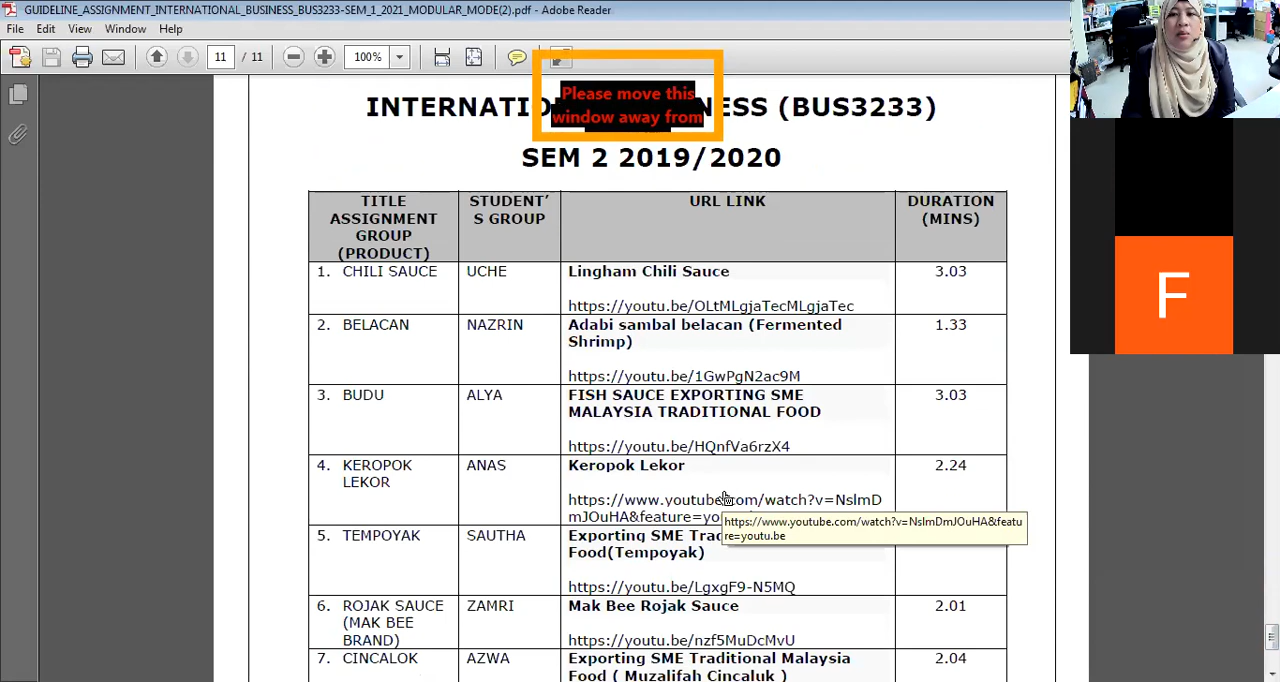 GUIDELINE_ASSIGNMENT_INTERNATIONAL_BUSINESS_BUS3233-SEM_1_2021_MODULAR_MODE(2).pdf - Adobe Reader
File Edit View Window Help
11 / 11 100%
Please move this
window away from
INTERNATIO NESS (BUS3233)
SEM 2 2019/2020
TITLE ASSIGNMENT GROUP (PRODUCT) STUDENT'S GROUP URL LINK DURATION (MINS)
1. CHILI SAUCE UCHE Lingham Chili Sauce 3.03
https://youtu.be/OLtMLgjaTecMLgjaTec
2. BELACAN NAZRIN Adabi sambal belacan (Fermented 1.33
Shrimp)
https://youtu.be/1GwPgN2ac9M
3. BUDU ALYA FISH SAUCE EXPORTING SME 3.03
MALAYSIA TRADITIONAL FOOD
https://youtu.be/HQnfVa6rzX4
4. KEROPOK ANAS Keropok Lekor 2.24
LEKOR
https://www.youtube.com/watch?v=NslmD
mJOuHA&feature=yo
https://www.youtube.com/watch?v=NslmDmJOuHA&featu
re=youtu.be
5. TEMPOYAK SAUTHA Exporting SME
Food(Tempoyak)
https://youtu.be/LgxgF9-N5MQ
6. ROJAK SAUCE ZAMRI Mak Bee Rojak Sauce 2.01
(MAK BEE
BRAND) https://youtu.be/nzf5MuDcMvU
7. CINCALOK AZWA Exporting SME Traditional Malaysia 2.04
Food ( Muzalifah Cincaluk )
F